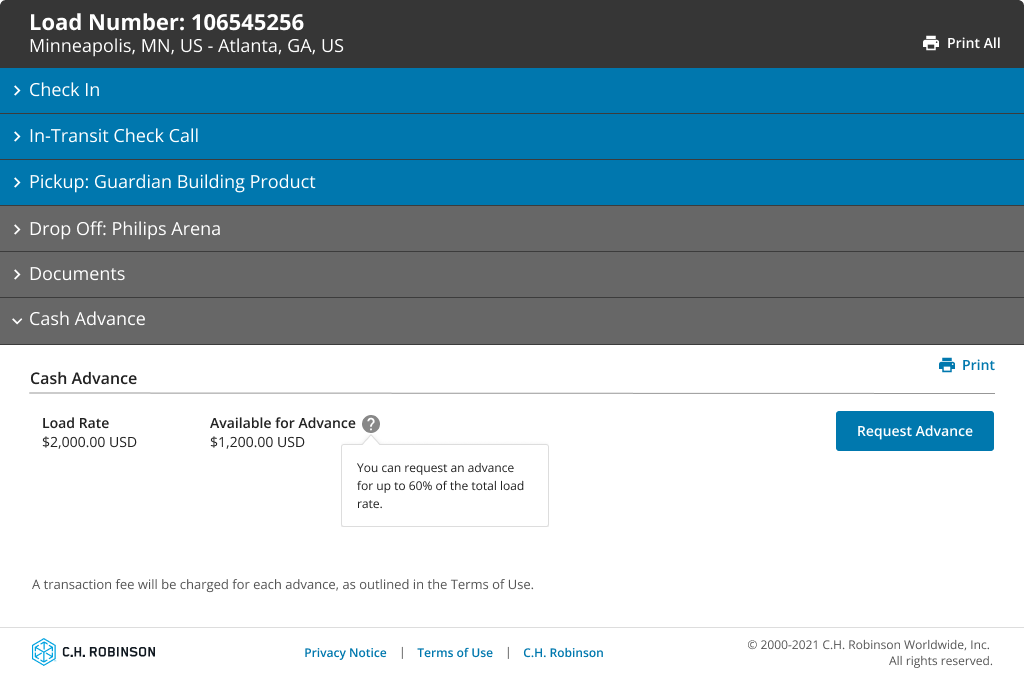 Load Number: 106545256
Minneapolis, MN, US - Atlanta, GA, US
Print All
Check In
In-Transit Check Call
Pickup: Guardian Building Product
Drop Off: Philips Arena
Documents
Cash Advance
Print
Cash Advance
Load Rate
$2,000.00 USD
Available for Advance ?
$1,200.00 USD
Request Advance
You can request an advance
for up to 60% of the total load
rate.
A transaction fee will be charged for each advance, as outlined in the Terms of Use.
C.H. ROBINSON
Privacy Notice | Terms of Use | C.H. Robinson
© 2000-2021 C.H. Robinson Worldwide, Inc.
All rights reserved.